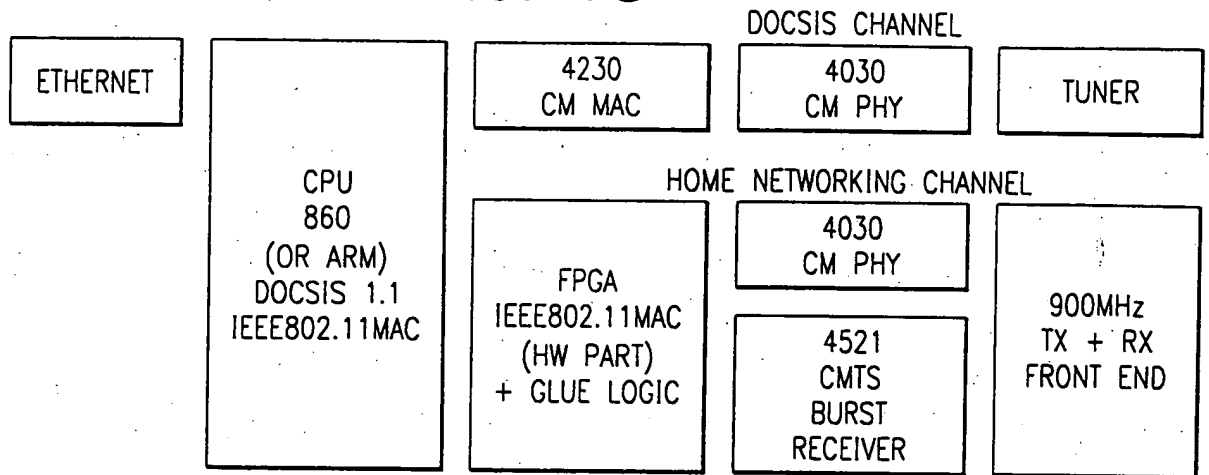 DOCSIS CHANNEL
ETHERNET
4230
CM MAC
4030
CM PHY
TUNER
CPU
860
(OR ARM)
DOCSIS 1.1
IEEE802.11MAC
HOME NETWORKING CHANNEL
FPGA
IEEE802.11MAC
(HW PART)
+ GLUE LOGIC
4030
CM PHY
4521
CMTS
BURST
RECEIVER
900MHz
TX + RX
FRONT END